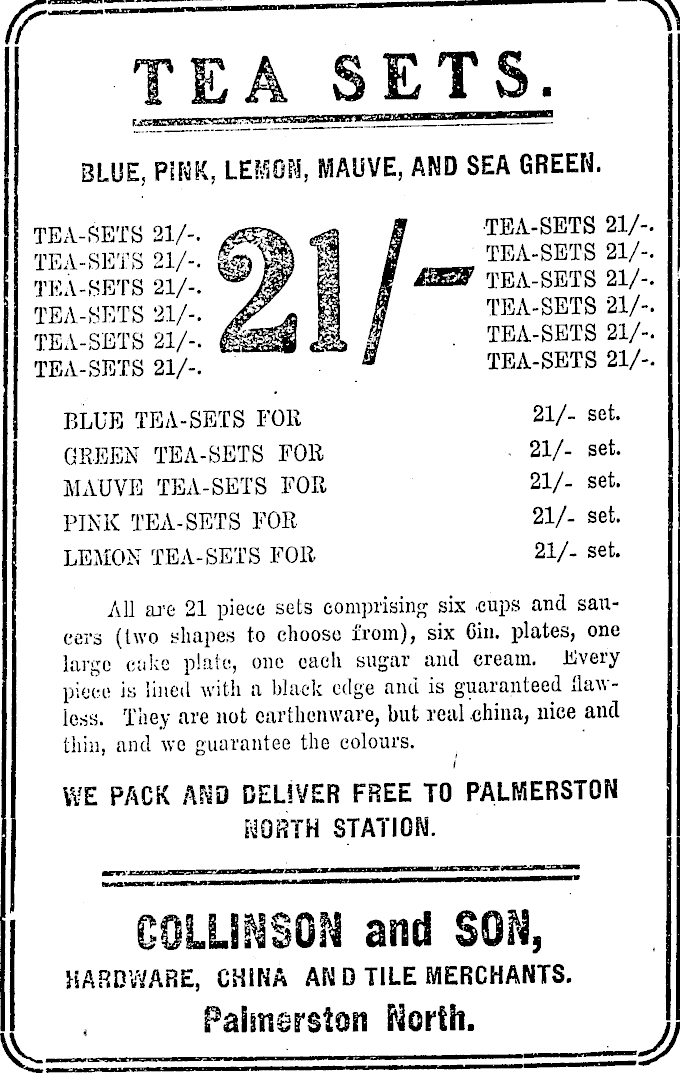 TEA SETS.
BLUE, PINK, LEMON, MAUVE, AND SEA GREEN.
TEA-SETS 21/-.
TEA-SETS 21/-.
TEA-SETS 21/-.
TEA-SETS 21/-.
TEA-SETS 21/-.
TEA-SETS 21/-.
21/-
TEA-SETS 21/-.
TEA-SETS 21/-.
TEA-SETS 21/-.
TEA-SETS 21/-.
TEA-SETS 21/-.
TEA-SETS 21/-.
BLUE TEA-SETS FOR 21/- set.
GREEN TEA-SETS FOR 21/- set.
MAUVE TEA-SETS FOR 21/- set.
PINK TEA-SETS FOR 21/- set.
LEMON TEA-SETS FOR 21/- set.
All are 21 piece sets comprising six cups and sau-
cers (two shapes to choose from), six 6in. plates, one
large cake plate, one each sugar and cream. Every
piece is lined with a black edge and is guaranteed flaw-
less. They are not earthenware, but real china, nice and
thin, and we guarantee the colours.
WE PACK AND DELIVER FREE TO PALMERSTON
NORTH STATION.
COLLINSON and SON,
HARDWARE, CHINA AND TILE MERCHANTS.
Palmerston North.